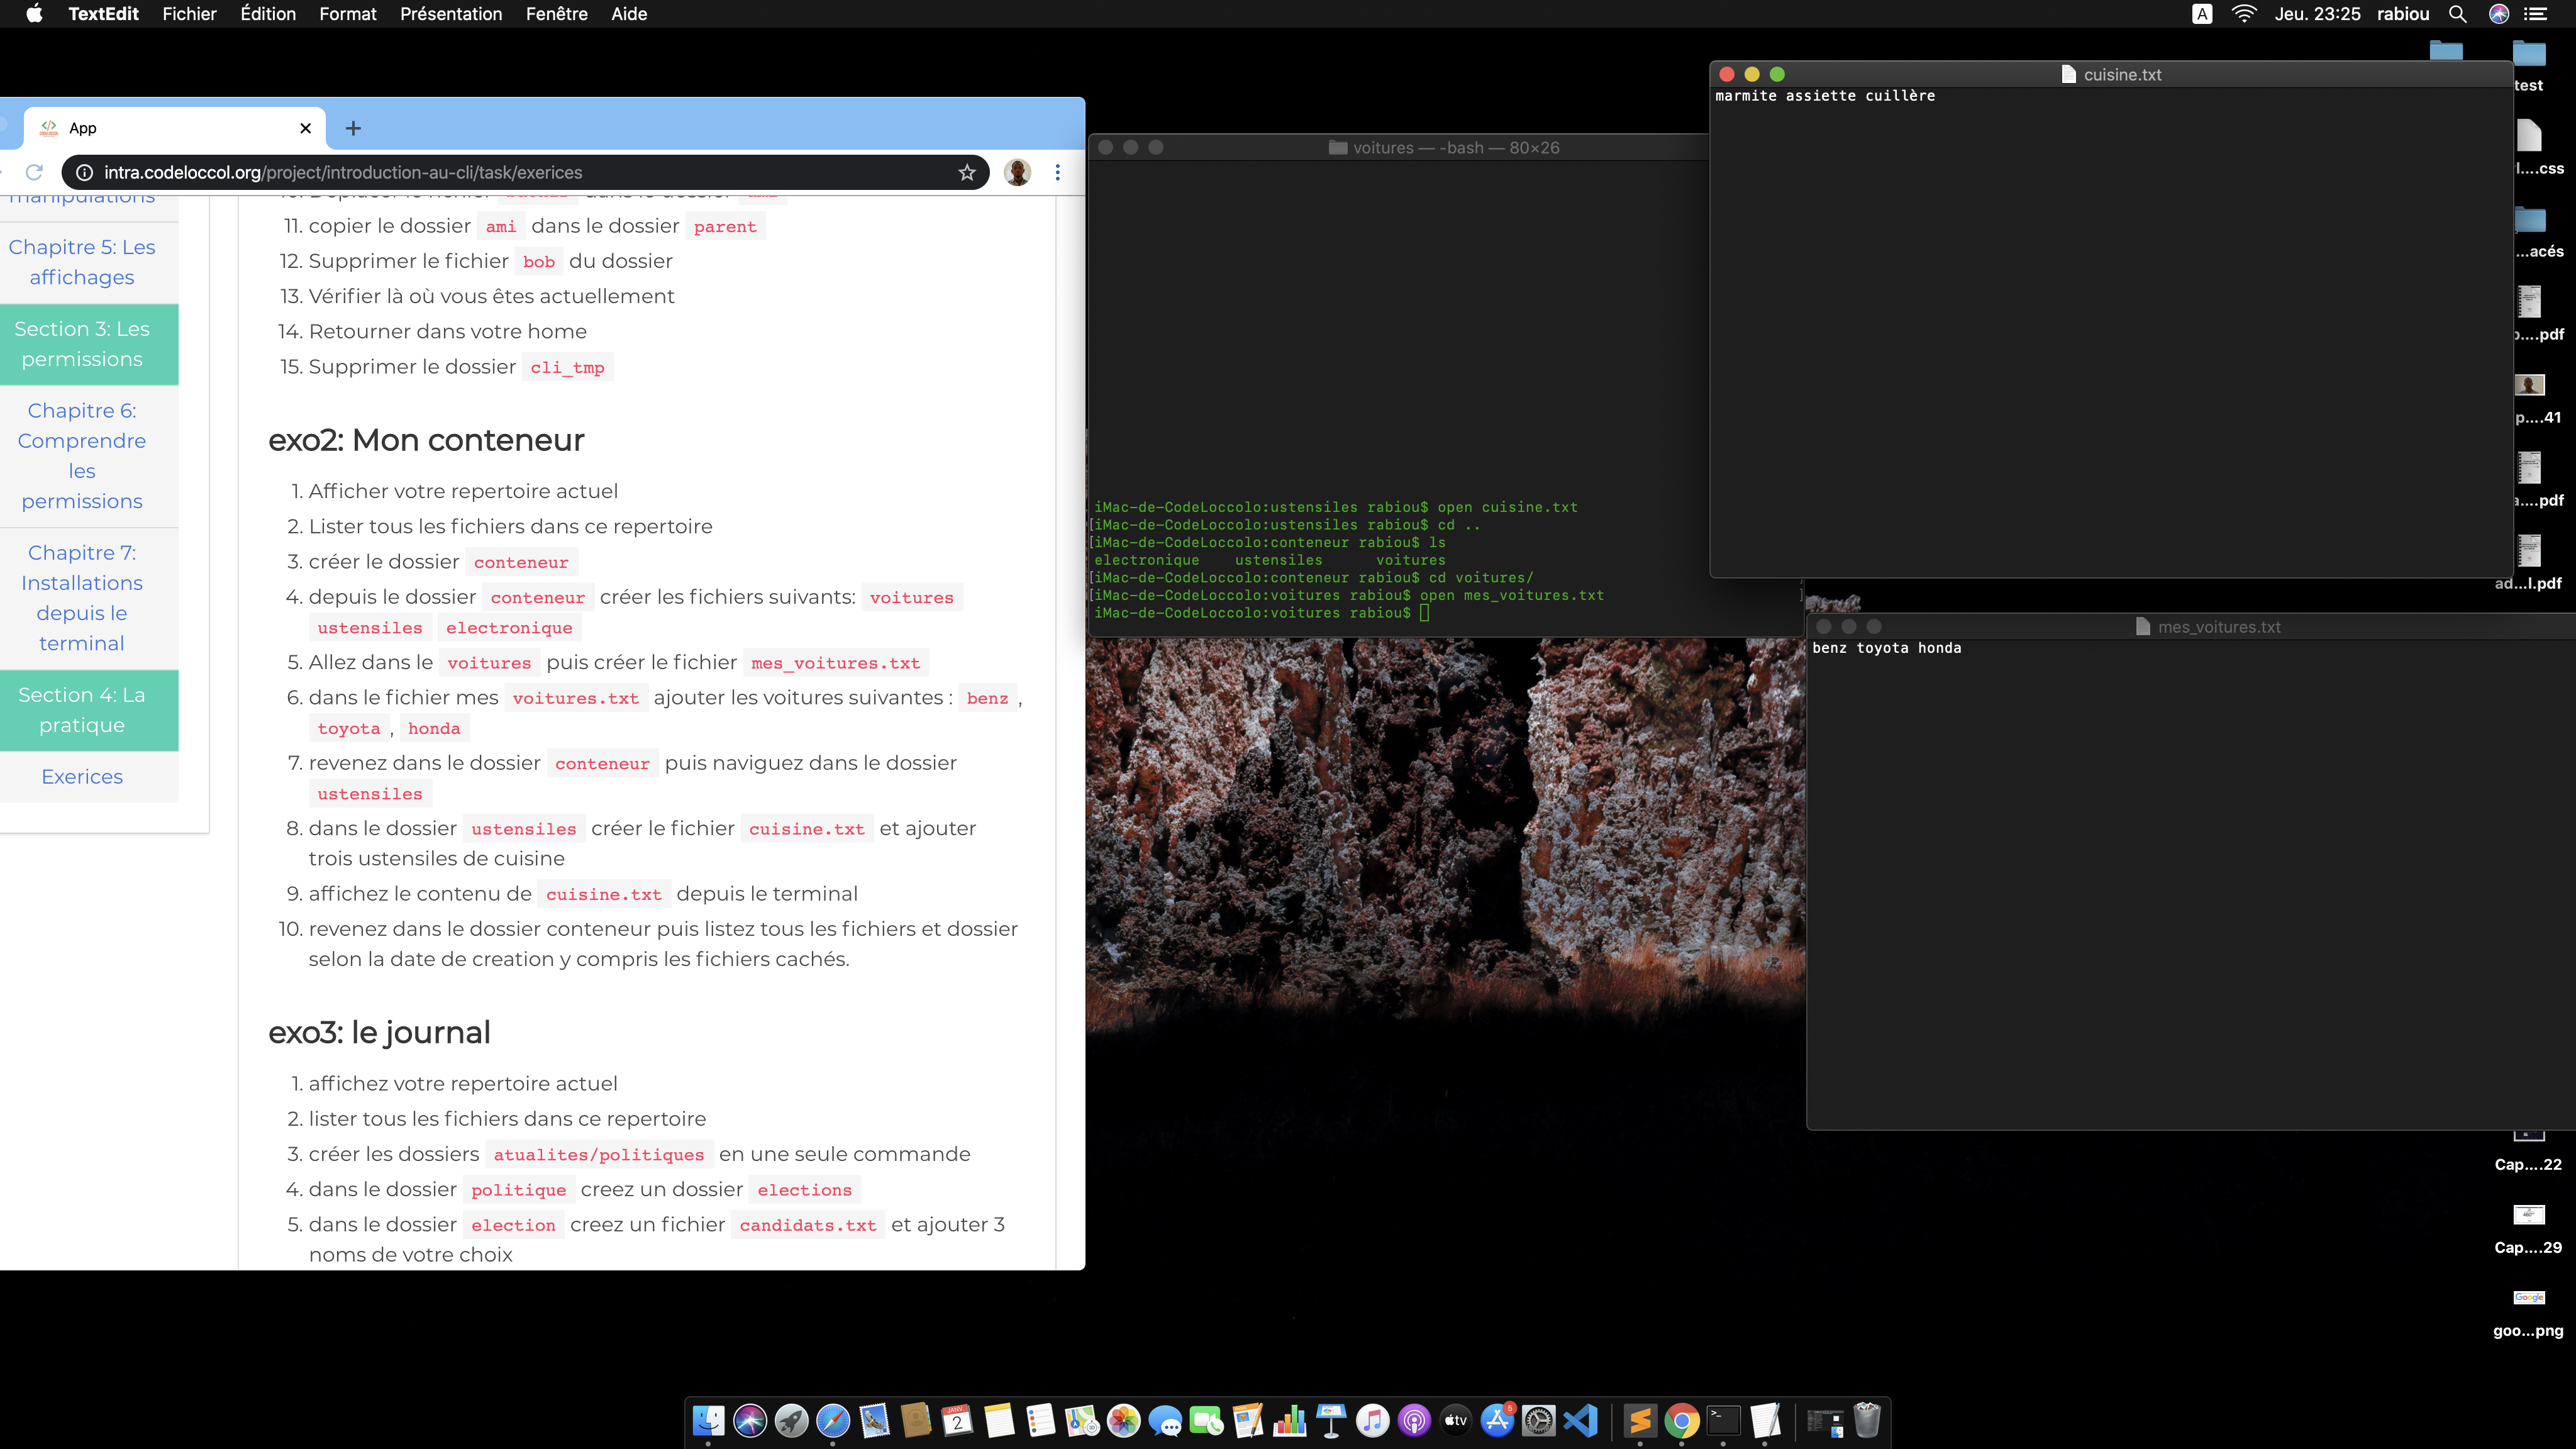 TextEdit Fichier Édition Format Présentation Fenêtre Aide
A Jeu. 23:25 rabiou
App
intra.codeloccol.org/project/introduction-au-cli/task/exerices
manipulations
Chapitre 5: Les
affichages
Section 3: Les
permissions
Chapitre 6:
Comprendre
les
permissions
Chapitre 7:
Installations
depuis le
terminal
Section 4: La
pratique
Exerices
11. copier le dossier ami dans le dossier parent
12. Supprimer le fichier bob du dossier
13. Vérifier là où vous êtes actuellement
14. Retourner dans votre home
15. Supprimer le dossier cli_tmp
exo2: Mon conteneur
1. Afficher votre repertoire actuel
2. Lister tous les fichiers dans ce repertoire
3. créer le dossier conteneur
4. depuis le dossier conteneur créer les fichiers suivants: voitures
ustensiles electronique
5. Allez dans le voitures puis créer le fichier mes_voitures.txt
6. dans le fichier mes voitures.txt ajouter les voitures suivantes : benz ,
toyota , honda
7. revenez dans le dossier conteneur puis naviguez dans le dossier
ustensiles
8. dans le dossier ustensiles créer le fichier cuisine.txt et ajouter
trois ustensiles de cuisine
9. affichez le contenu de cuisine.txt depuis le terminal
10. revenez dans le dossier conteneur puis listez tous les fichiers et dossier
selon la date de creation y compris les fichiers cachés.
exo3: le journal
1. affichez votre repertoire actuel
2. lister tous les fichiers dans ce repertoire
3. créer les dossiers atualites/politiques en une seule commande
4. dans le dossier politique creez un dossier elections
5. dans le dossier election creez un fichier candidats.txt et ajouter 3
noms de votre choix
voitures — -bash — 80×26
iMac-de-CodeLoccolo:ustensiles rabiou$ open cuisine.txt
[iMac-de-CodeLoccolo:ustensiles rabiou$ cd ..
[iMac-de-CodeLoccolo:conteneur rabiou$ ls
electronique ustensiles voitures
[iMac-de-CodeLoccolo:conteneur rabiou$ cd voitures/
[iMac-de-CodeLoccolo:voitures rabiou$ open mes_voitures.txt ]
iMac-de-CodeLoccolo:voitures rabiou$
cuisine.txt
marmite assiette cuillère
mes_voitures.txt
benz toyota honda
test
l....css
...acés
....pdf
p....41
a....pdf
ad...l.pdf
Cap....22
Cap....29
Google
goo...png
JANV
2
tv
5